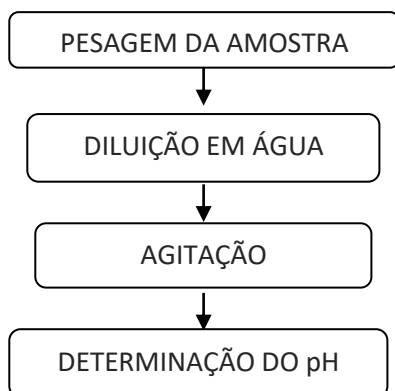 PESAGEM DA AMOSTRA
DILUIÇÃO EM ÁGUA
AGITAÇÃO
DETERMINAÇÃO DO pH